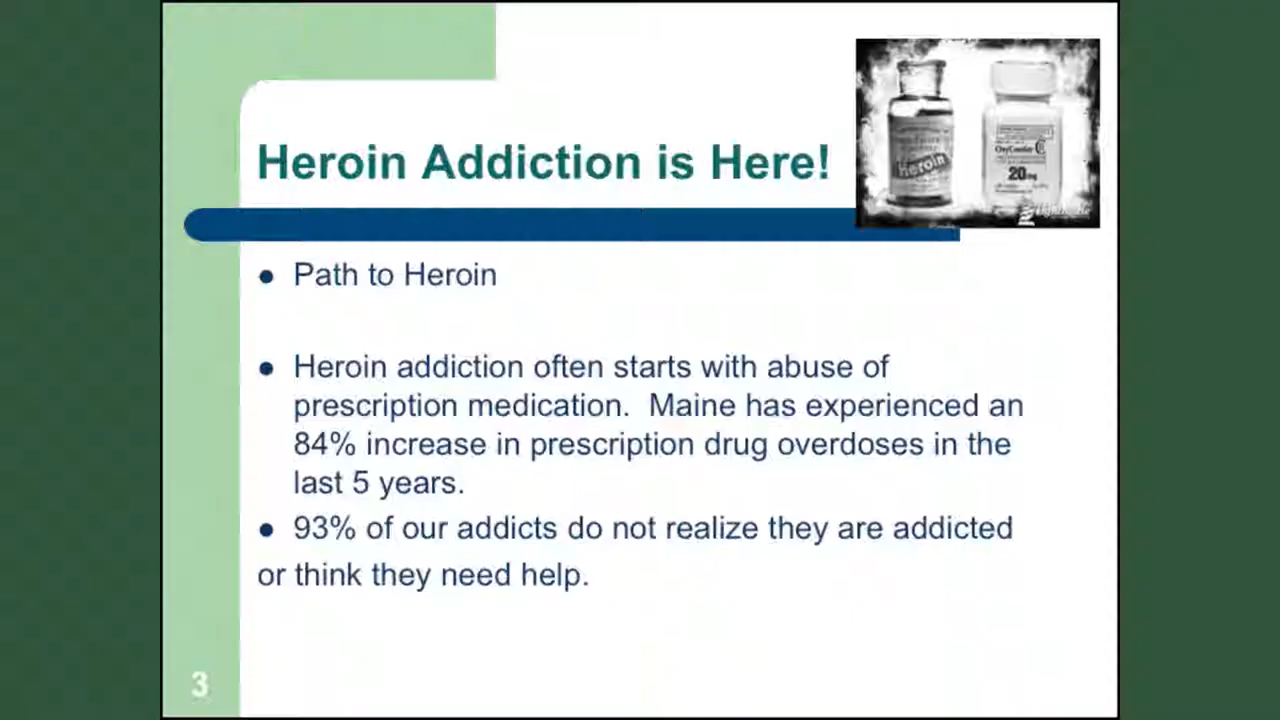 Heroin Addiction is Here!
Heroin
OxyContin
20mg
● Path to Heroin
● Heroin addiction often starts with abuse of
prescription medication.  Maine has experienced an
84% increase in prescription drug overdoses in the
last 5 years.
● 93% of our addicts do not realize they are addicted
or think they need help.
3